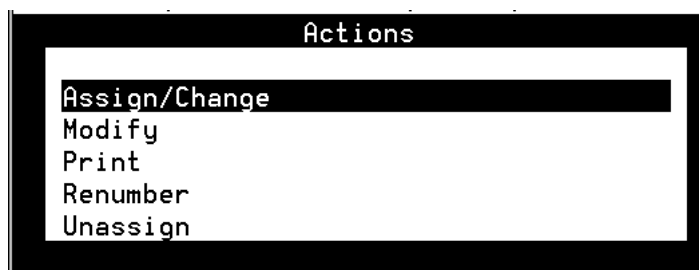 Actions
Assign/Change
Modify
Print
Renumber
Unassign